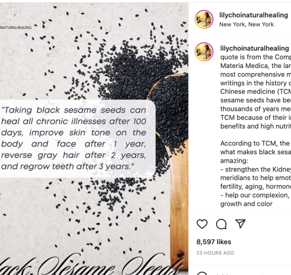 lilychoinaturalhealing
New York, New York
NATURALHEALING
lilychoinaturalhealing
quote is from the Comp
Materia Medica, the lar
most comprehensive m
writings in the history o
Chinese medicine (TCM
sesame seeds have bee
thousands of years me
TCM because of their i
benefits and high nutrit
According to TCM, the
what makes black sesam
amazing:
- strengthen the Kidney
meridians to help emot
fertility, aging, hormon
- help our complexion,
growth and color
"Taking black sesame seeds can
heal all chronic illnesses after 100
days, improve skin tone on the
body and face after 1 year,
reverse gray hair after 2 years,
and regrow teeth after 3 years."
Black Sesame Seeds
8,597 likes
23 HOURS AGO